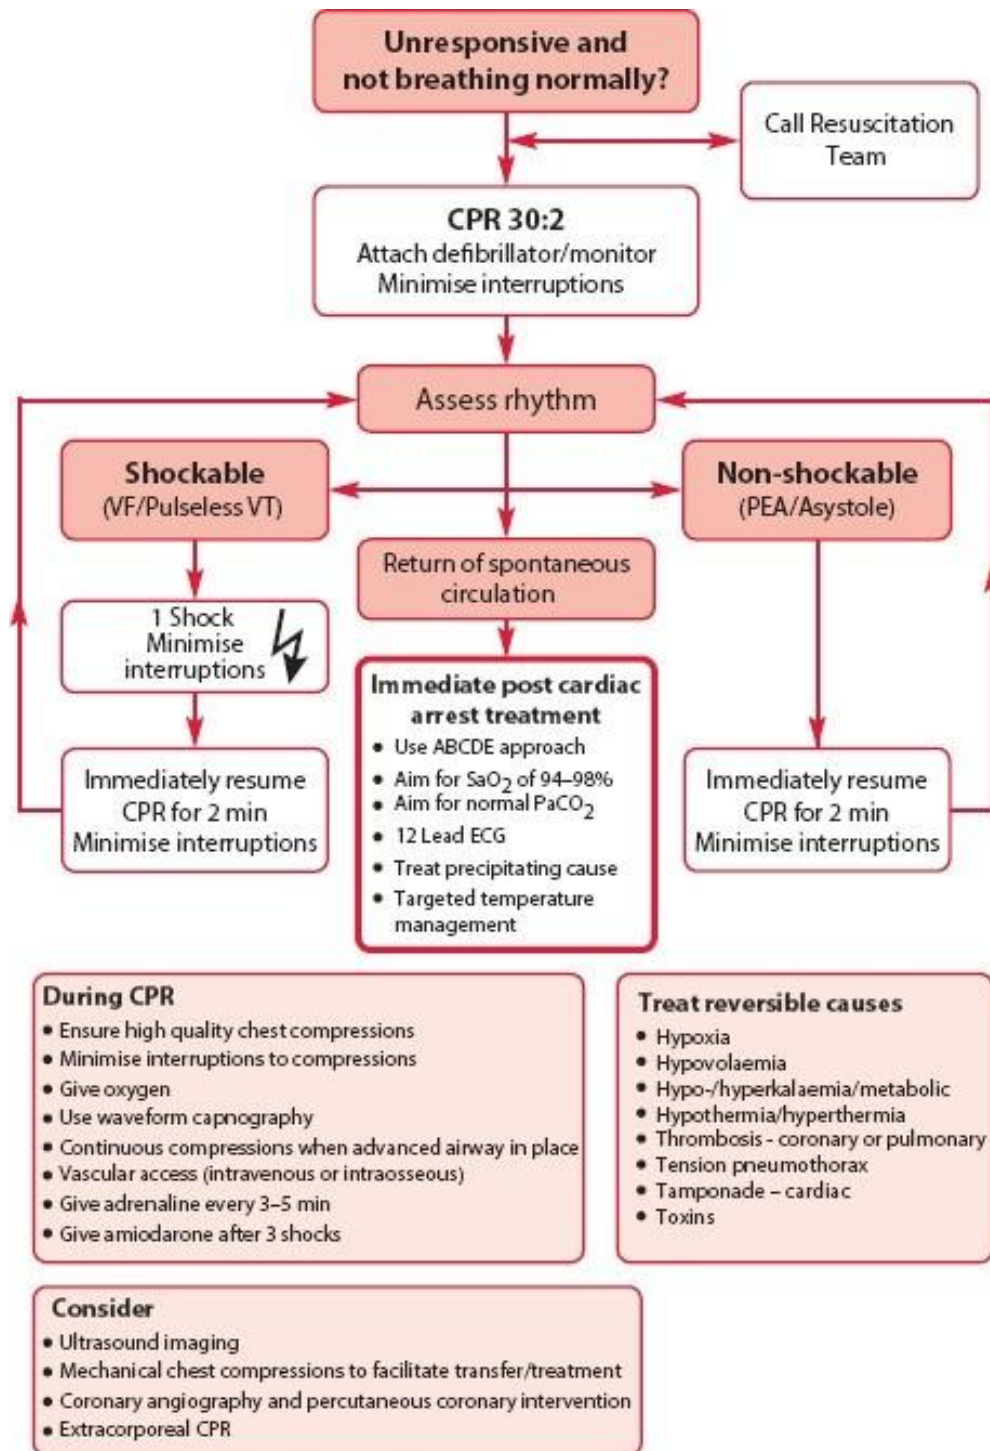 Unresponsive and
not breathing normally?
Call Resuscitation
Team
CPR 30:2
Attach defibrillator/monitor
Minimise interruptions
Assess rhythm
Shockable
(VF/Pulseless VT)
Non-shockable
(PEA/Asystole)
Return of spontaneous
circulation
1 Shock
Minimise
interruptions
Immediately resume
CPR for 2 min
Minimise interruptions
Immediate post cardiac
arrest treatment
• Use ABCDE approach
• Aim for SaO₂ of 94–98%
• Aim for normal PaCO₂
• 12 Lead ECG
• Treat precipitating cause
• Targeted temperature
management
Immediately resume
CPR for 2 min
Minimise interruptions
During CPR
• Ensure high quality chest compressions
• Minimise interruptions to compressions
• Give oxygen
• Use waveform capnography
• Continuous compressions when advanced airway in place
• Vascular access (intravenous or intraosseous)
• Give adrenaline every 3–5 min
• Give amiodarone after 3 shocks
Treat reversible causes
• Hypoxia
• Hypovolaemia
• Hypo-/hyperkalaemia/metabolic
• Hypothermia/hyperthermia
• Thrombosis - coronary or pulmonary
• Tension pneumothorax
• Tamponade – cardiac
• Toxins
Consider
• Ultrasound imaging
• Mechanical chest compressions to facilitate transfer/treatment
• Coronary angiography and percutaneous coronary intervention
• Extracorporeal CPR